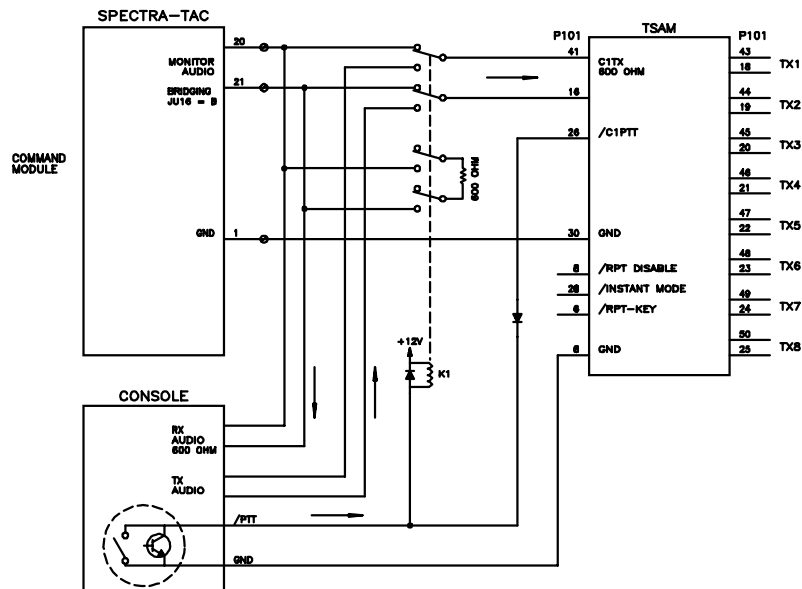 SPECTRA-TAC
20
MONITOR
AUDIO
21
BRIDGING
JU16 = B
COMMAND
MODULE
GND
1
600 OHM
+12V
K1
TSAM
P101
P101
41
C1TX
600 OHM
16
26
/C1PTT
30
GND
8
/RPT DISABLE
28
/INSTANT MODE
6
/RPT-KEY
6
GND
43
18
TX1
44
19
TX2
45
20
TX3
46
21
TX4
47
22
TX5
48
23
TX6
49
24
TX7
50
25
TX8
CONSOLE
RX
AUDIO
600 OHM
TX
AUDIO
/PTT
GND